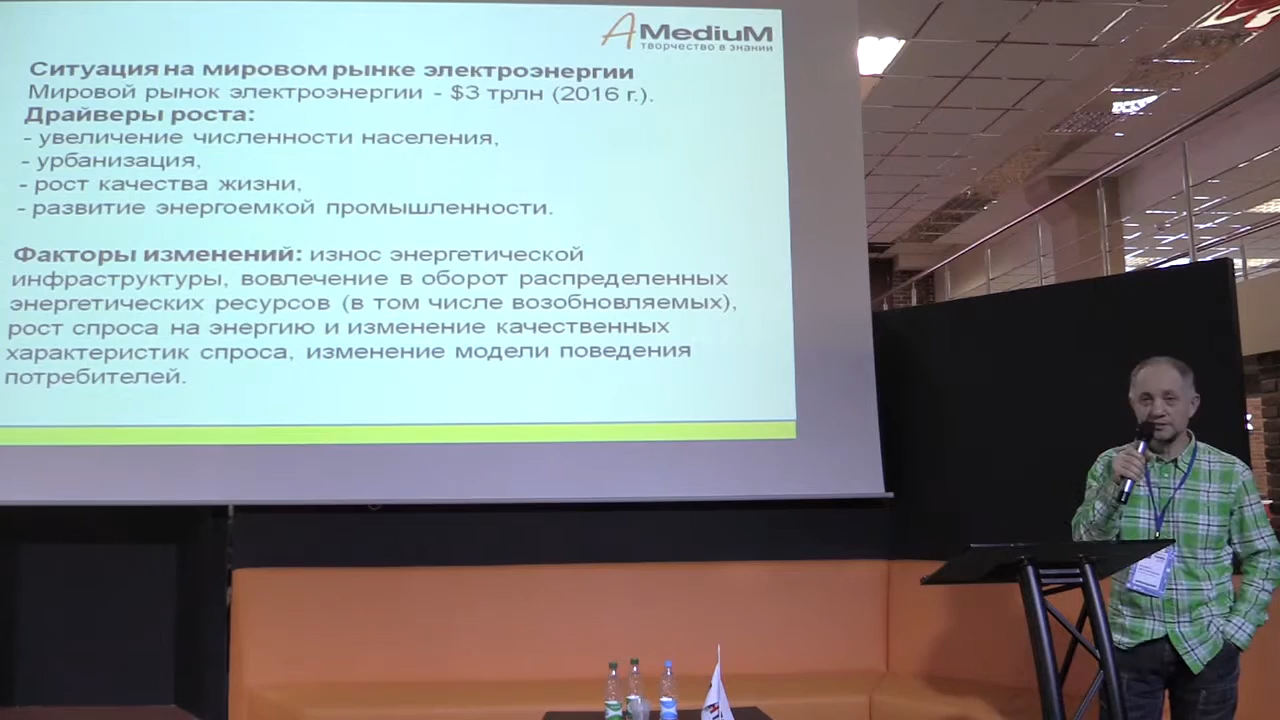 AMediuM
творчество в знании
Ситуация на мировом рынке электроэнергии
Мировой рынок электроэнергии - $3 трлн (2016 г.).
Драйверы роста:
- увеличение численности населения,
- урбанизация,
- рост качества жизни,
- развитие энергоемкой промышленности.
Факторы изменений: износ энергетической
инфраструктуры, вовлечение в оборот распределенных
энергетических ресурсов (в том числе возобновляемых),
рост спроса на энергию и изменение качественных
характеристик спроса, изменение модели поведения
потребителей.